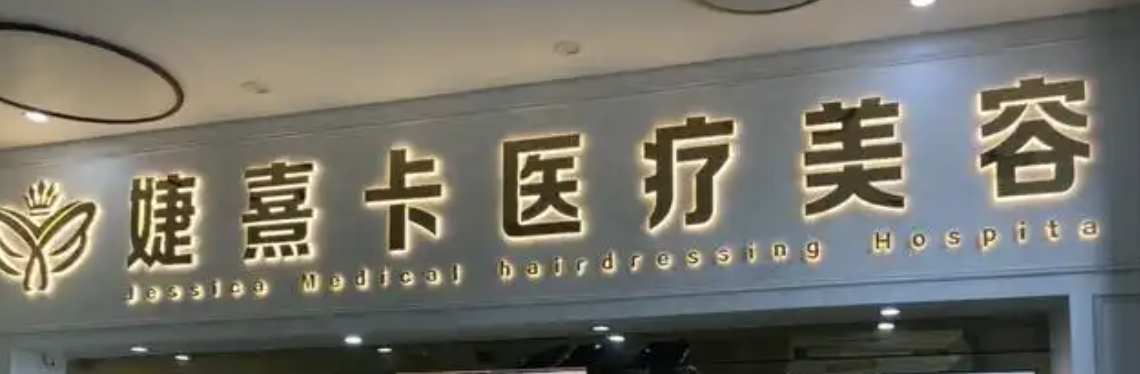 婕熹卡医疗美容
Jessica Medical hairdressing Hospita